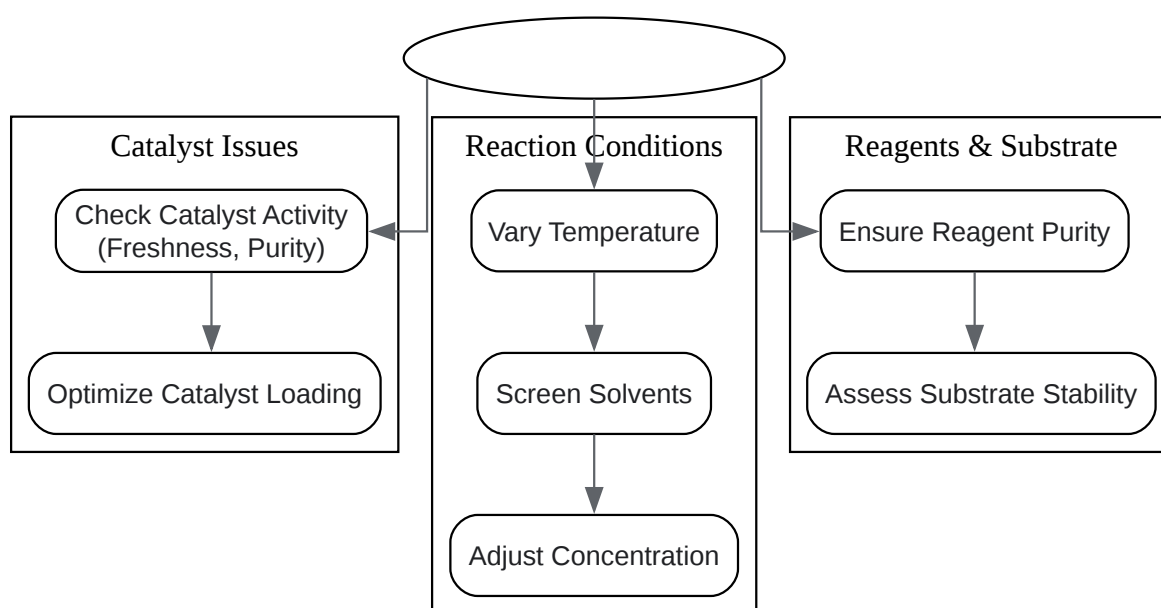 Catalyst Issues
Check Catalyst Activity
(Freshness, Purity)
Optimize Catalyst Loading
Reaction Conditions
Vary Temperature
Screen Solvents
Adjust Concentration
Reagents & Substrate
Ensure Reagent Purity
Assess Substrate Stability